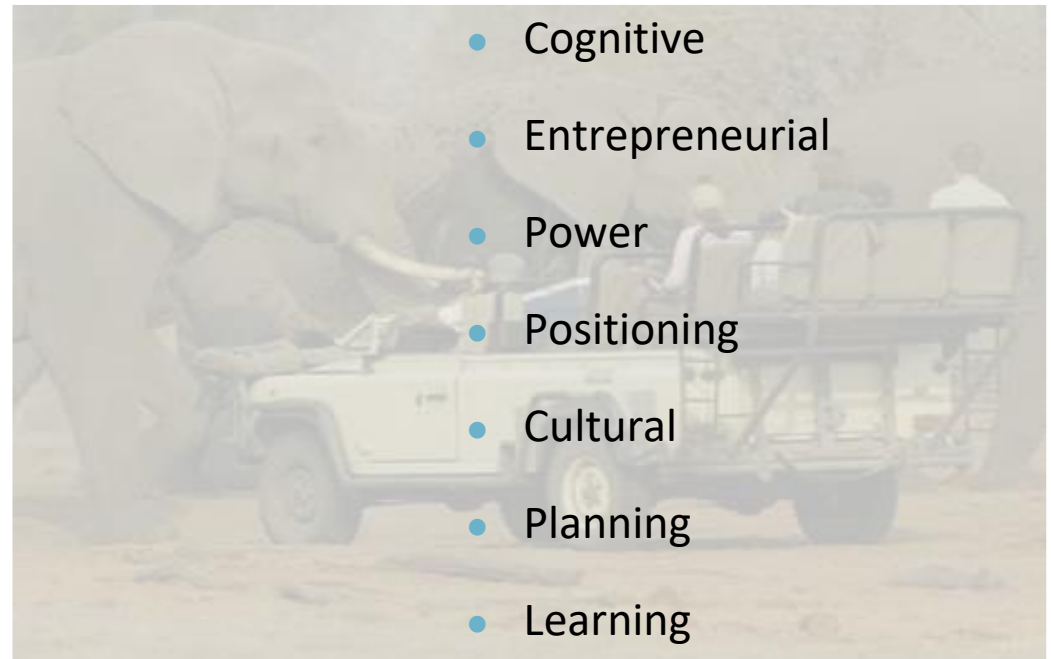 • Cognitive
• Entrepreneurial
• Power
• Positioning
• Cultural
• Planning
• Learning